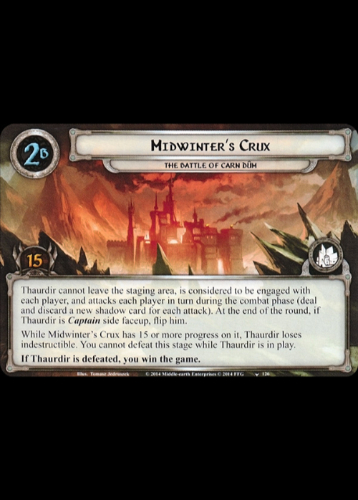 2B
MIDWINTER'S CRUX
THE BATTLE OF CARN DÛM
15
Thaurdir cannot leave the staging area, is considered to be engaged with
each player, and attacks each player in turn during the combat phase (deal
and discard a new shadow card for each attack). At the end of the round, if
Thaurdir is Captain side faceup, flip him.
While Midwinter's Crux has 15 or more progress on it, Thaurdir loses
indestructible. You cannot defeat this stage while Thaurdir is in play.
If Thaurdir is defeated, you win the game.
Illus. Tomasz Jedruszek © 2014 Middle-earth Enterprises © 2014 FFG